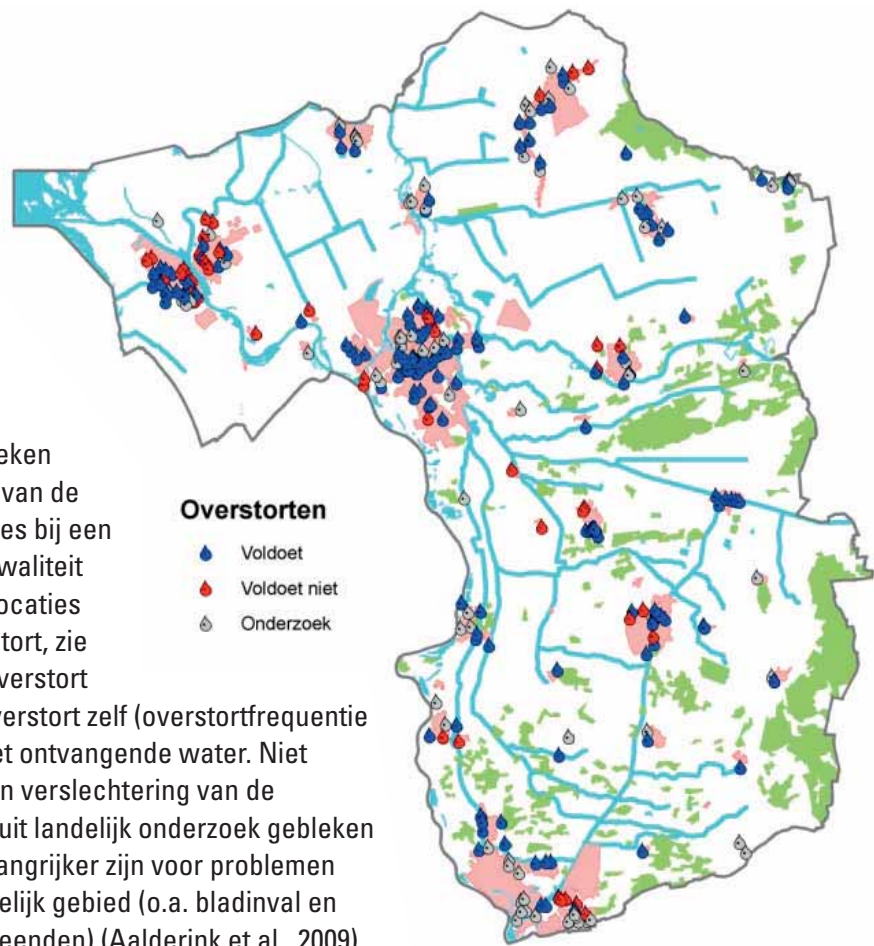 eken
van de
es bij een
waliteit
ocaties
tort, zie
verstort
verstort zelf (overstortfrequentie
et ontvangende water. Niet
n verslechtering van de
uit landelijk onderzoek gebleken
angrijker zijn voor problemen
elijk gebied (o.a. bladinval en
eenden) (Aalderink et al., 2009)
Overstorten
Voldoet
Voldoet niet
Onderzoek